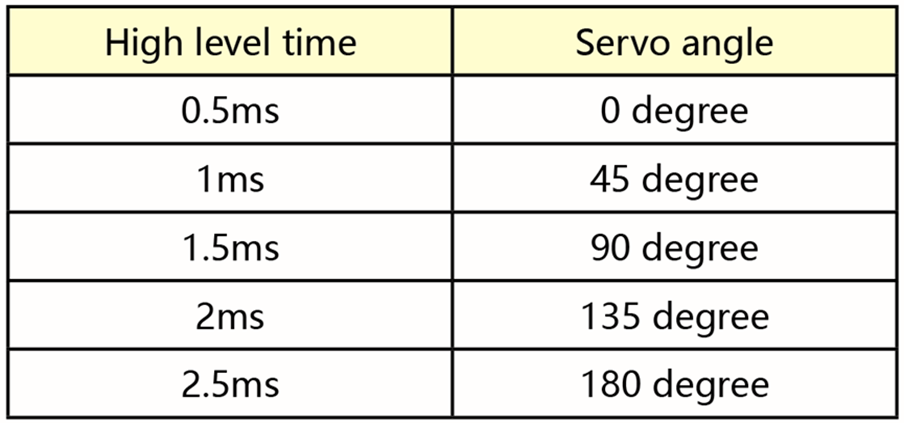 High level time Servo angle
0.5ms 0 degree
1ms 45 degree
1.5ms 90 degree
2ms 135 degree
2.5ms 180 degree